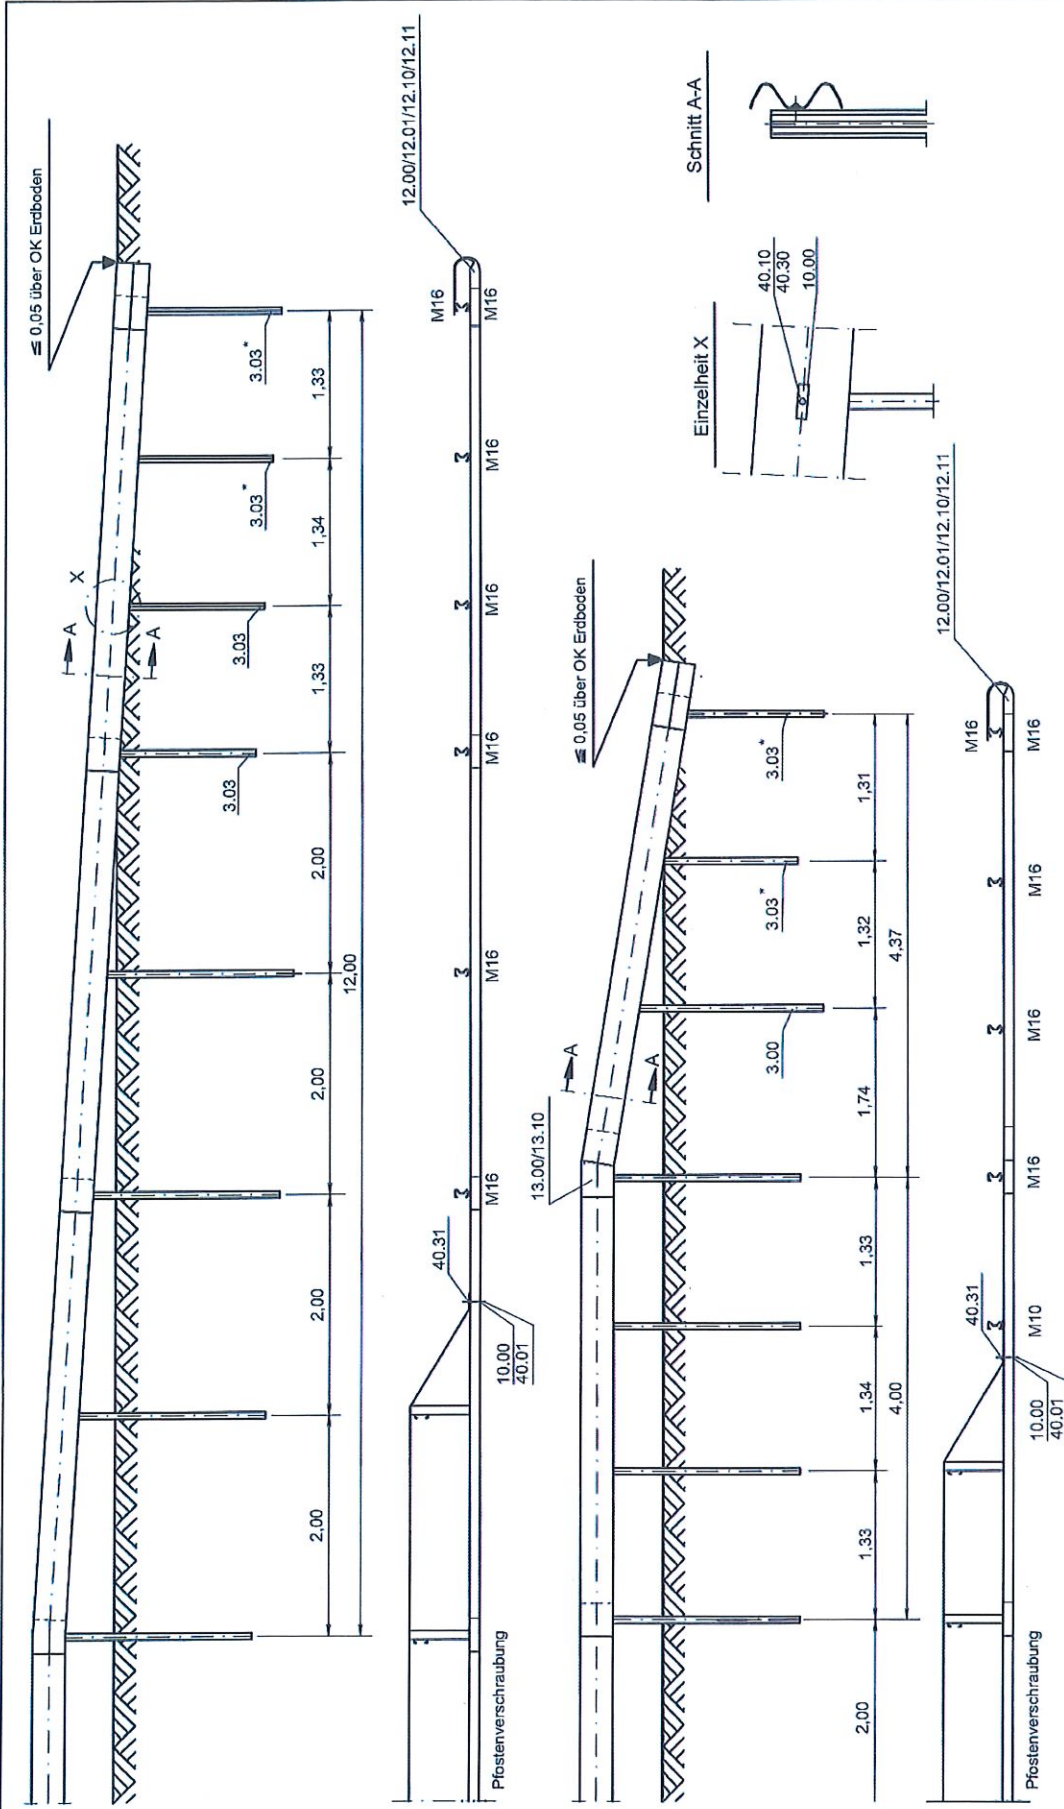 ≦ 0,05 über OK Erdboden
X
A
A
3.03
3.03
3.03*
3.03*
2,00
2,00
2,00
2,00
1,33
1,34
1,33
12,00
12.00/12.01/12.10/12.11
40.31
M16
10.00
40.01
M16
M16
M16
M16
M16
M16
Pfostenverschraubung
Schnitt A-A
Einzelheit X
40.10
40.30
10.00
≦ 0,05 über OK Erdboden
13.00/13.10
A
A
3.00
3.03*
3.03*
2,00
1,33
1,34
1,33
1,74
1,32
1,31
4,00
4,37
12.00/12.01/12.10/12.11
40.31
M16
10.00
40.01
M10
M16
M16
M16
M16
Pfostenverschraubung